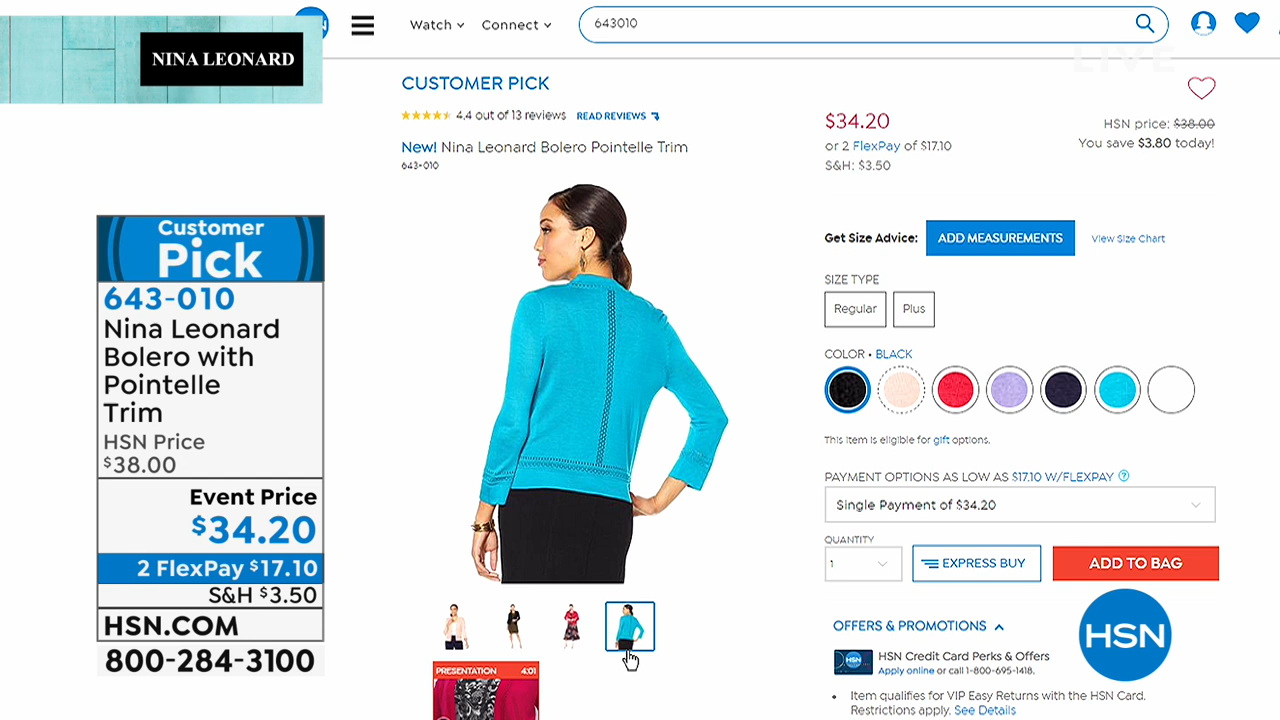 NINA LEONARD
Customer
Pick
643-010
Nina Leonard
Bolero with
Pointelle
Trim
HSN Price
$38.00
Event Price
$34.20
2 FlexPay $17.10
S&H $3.50
HSN.COM
800-284-3100
Watch
Connect
643010
LIVE
CUSTOMER PICK
4.4 out of 13 reviews READ REVIEWS
New! Nina Leonard Bolero Pointelle Trim
643-010
PRESENTATION 4:01
$34.20
HSN price: $38.00
or 2 FlexPay of $17.10
You save $3.80 today!
S&H: $3.50
Get Size Advice: ADD MEASUREMENTS View Size Chart
SIZE TYPE
Regular Plus
COLOR • BLACK
This item is eligible for gift options.
PAYMENT OPTIONS AS LOW AS $17.10 W/FLEXPAY ?
Single Payment of $34.20
QUANTITY
1 EXPRESS BUY ADD TO BAG
OFFERS & PROMOTIONS
HSN
HSN HSN Credit Card Perks & Offers
Apply online or call 1-800-695-1418.
• Item qualifies for VIP Easy Returns with the HSN Card.
Restrictions apply. See Details